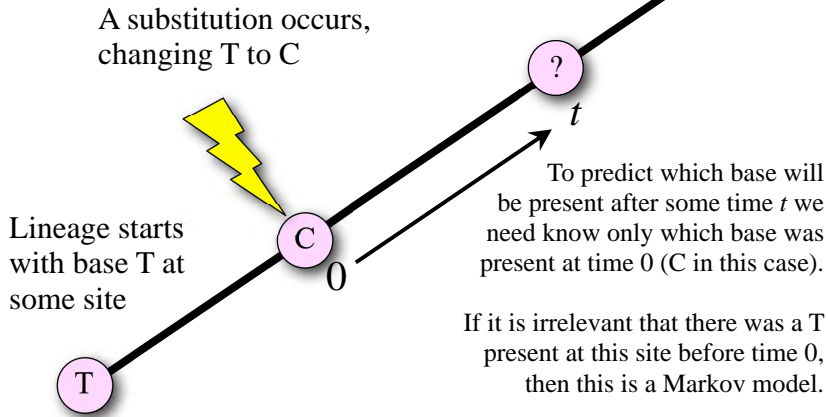 A substitution occurs,
changing T to C
?
t
To predict which base will
be present after some time t we
need know only which base was
present at time 0 (C in this case).
C
0
Lineage starts
with base T at
some site
If it is irrelevant that there was a T
present at this site before time 0,
then this is a Markov model.
T